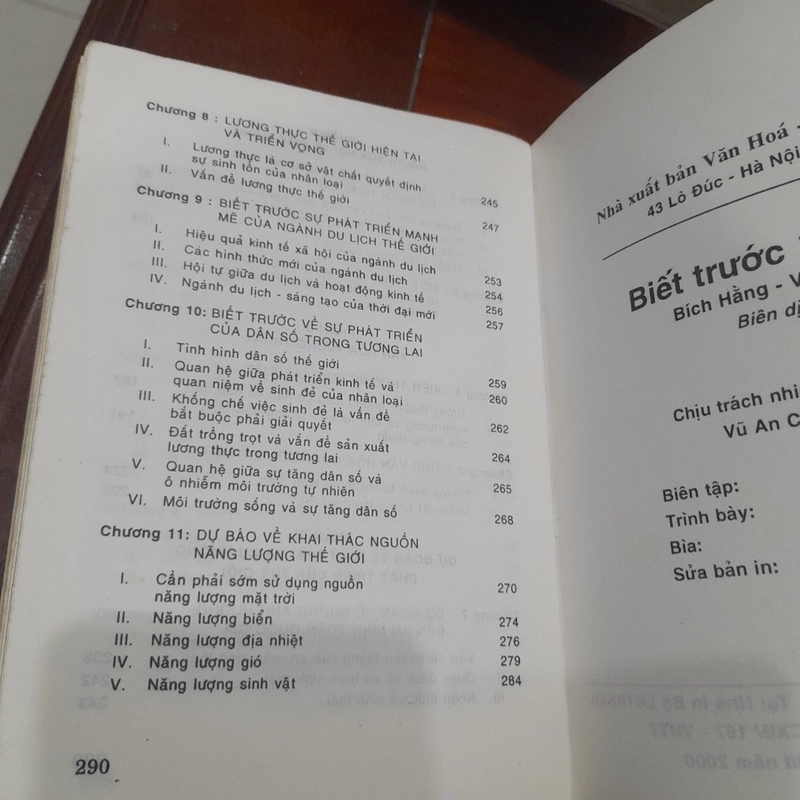 Chương 8 : LƯƠNG THỰC THẾ GIỚI HIỆN TẠI
VÀ TRIỂN VỌNG
I. Lương thực là cơ sở vật chất quyết định
sự sinh tồn của nhân loại 245
II. Vấn đề lương thực thế giới 247
Chương 9 : BIẾT TRƯỚC SỰ PHÁT TRIỂN MẠNH
MẼ CỦA NGÀNH DU LỊCH THẾ GIỚI
I. Hiệu quả kinh tế xã hội của ngành du lịch 253
II. Các hình thức mới của ngành du lịch 254
III. Hội tụ giữa du lịch và hoạt động kinh tế 256
IV. Ngành du lịch - sáng tạo của thời đại mới 257
Chương 10: BIẾT TRƯỚC VỀ SỰ PHÁT TRIỂN
CỦA DÂN SỐ TRONG TƯƠNG LAI
I. Tình hình dân số thế giới 259
II. Quan hệ giữa phát triển kinh tế và
quan niệm về sinh đẻ của nhân loại 260
III. Khống chế việc sinh đẻ là vấn đề
bắt buộc phải giải quyết 262
IV. Đất trồng trọt và vấn đề sản xuất
lương thực trong tương lai 264
V. Quan hệ giữa sự tăng dân số và
ô nhiễm môi trường tự nhiên 265
VI. Môi trường sống và sự tăng dân số 268
Chương 11: DỰ BÁO VỀ KHAI THÁC NGUỒN
NĂNG LƯỢNG THẾ GIỚI
I. Cần phải sớm sử dụng nguồn
năng lượng mặt trời 270
II. Năng lượng biển 274
III. Năng lượng địa nhiệt 276
IV. Năng lượng gió 279
V. Năng lượng sinh vật 284
290
Nhà xuất bản Văn Hoá -
43 Lò Đúc - Hà Nội
Biết trước
Bích Hằng - V
Biên dị
Chịu trách nhi
Vũ An C
Biên tập:
Trình bày:
Bìa:
Sửa bản in: